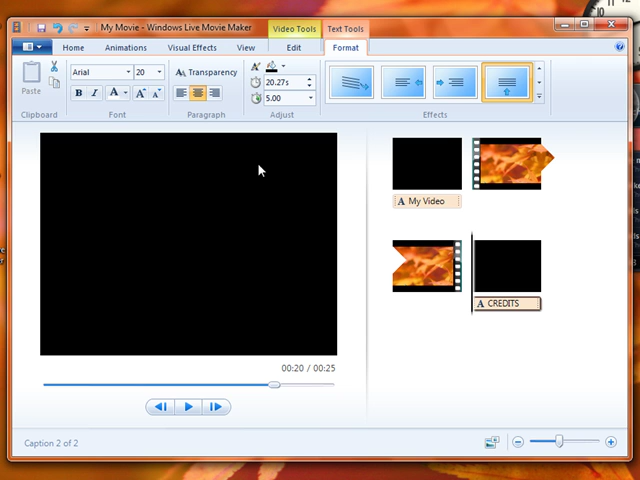 My Movie - Windows Live Movie Maker
Video Tools
Text Tools
Home
Animations
Visual Effects
View
Edit
Format
Paste
Clipboard
Arial
20
B
I
A
A
A
Font
Transparency
Paragraph
20.27s
5.00
Adjust
Effects
A My Video
A CREDITS
00:20 / 00:25
Caption 2 of 2